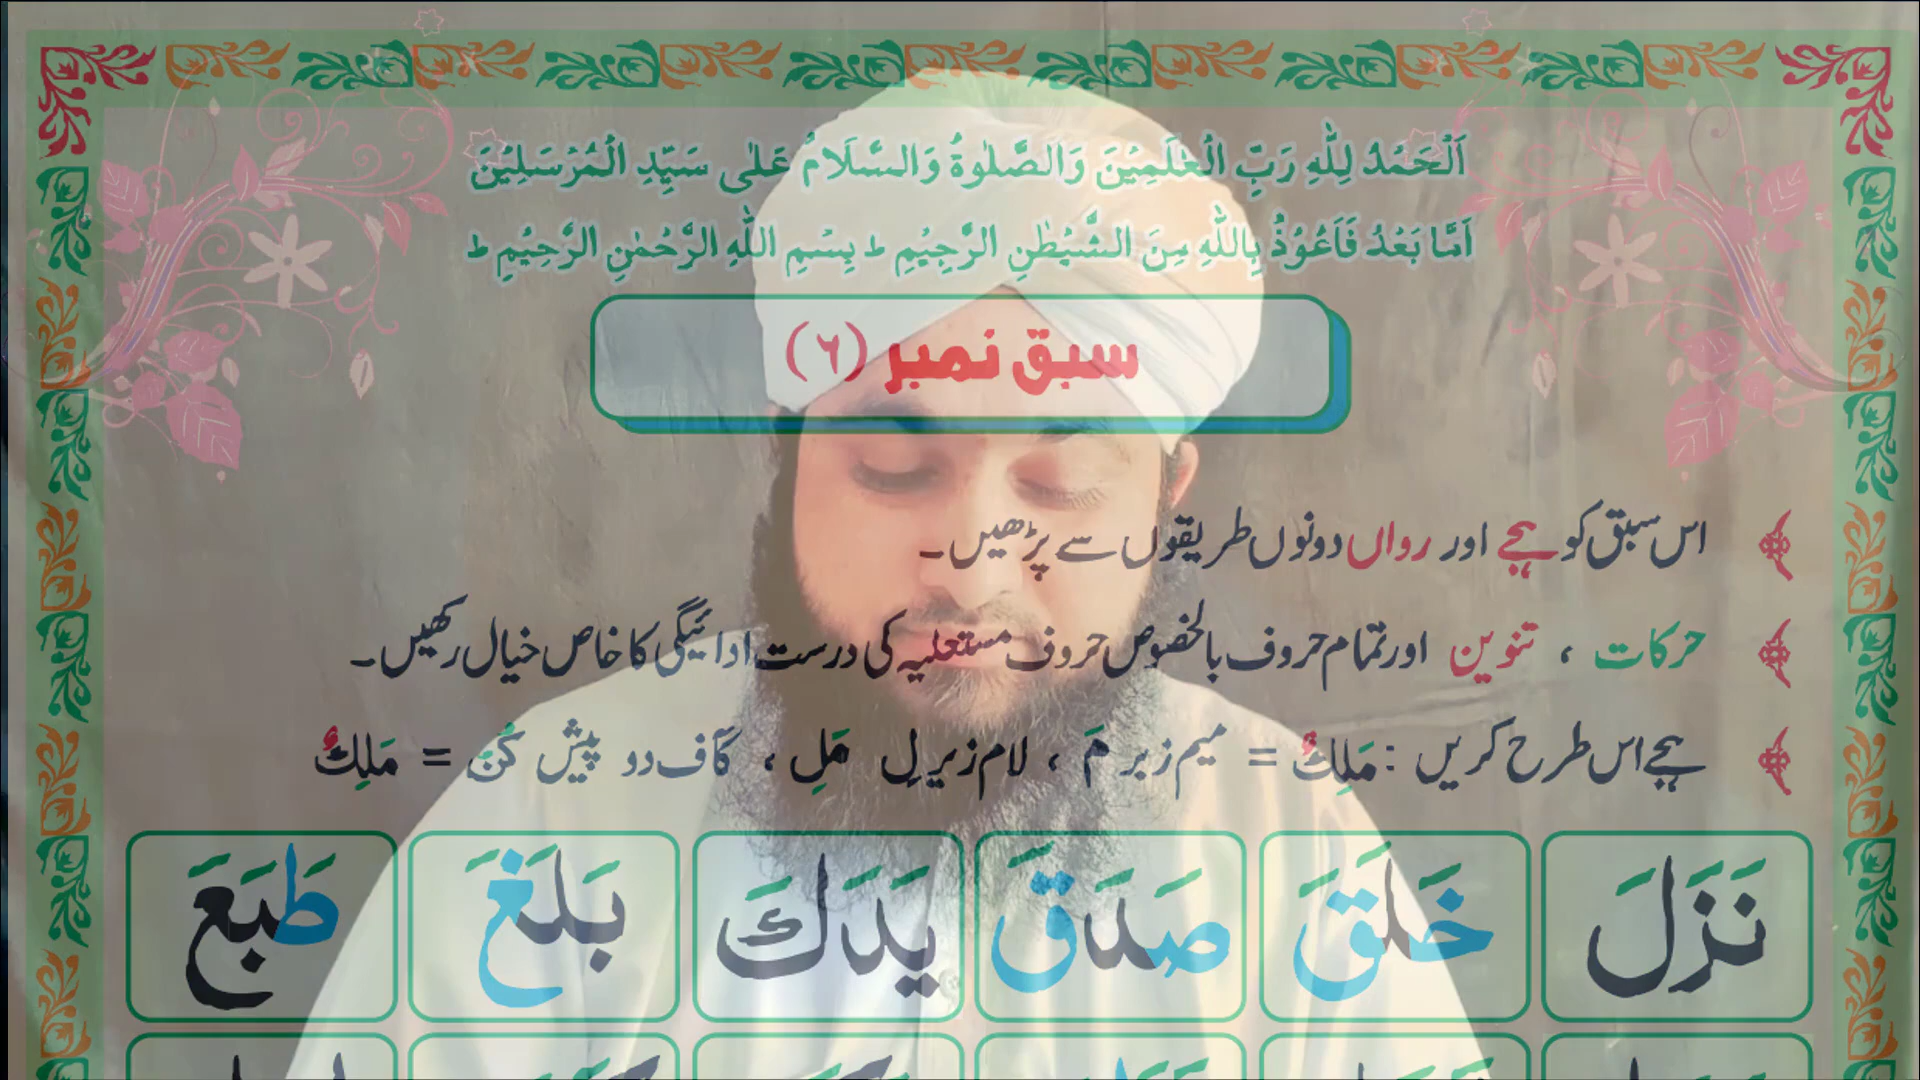 اَلْحَمْدُ لِلّٰهِ رَبِّ الْعٰلَمِيْنَ وَالصَّلٰوةُ وَالسَّلَامُ عَلٰى سَيِّدِ الْمُرْسَلِيْنَ
اَمَّا بَعْدُ فَاَعُوْذُ بِاللّٰهِ مِنَ الشَّيْطٰنِ الرَّجِيْمِ ط بِسْمِ اللّٰهِ الرَّحْمٰنِ الرَّحِيْمِ ط
سبق نمبر (٦)
اس سبق کو ہجے اور رواں دونوں طریقوں سے پڑھیں۔
حرکات ، تنوین اور تمام حروف بالخصوص حروف مستعلیہ کی درست ادائیگی کا خاص خیال رکھیں۔
ہجے اس طرح کریں : مَلِكٌ = میم زبر مَ ، لام زیر لِ مَلِ ، کاف دو پیش كٌ = مَلِكٌ
نَزَلَ خَلَقَ صَدَقَ يَدَكَ بَلَغَ طَبَعَ